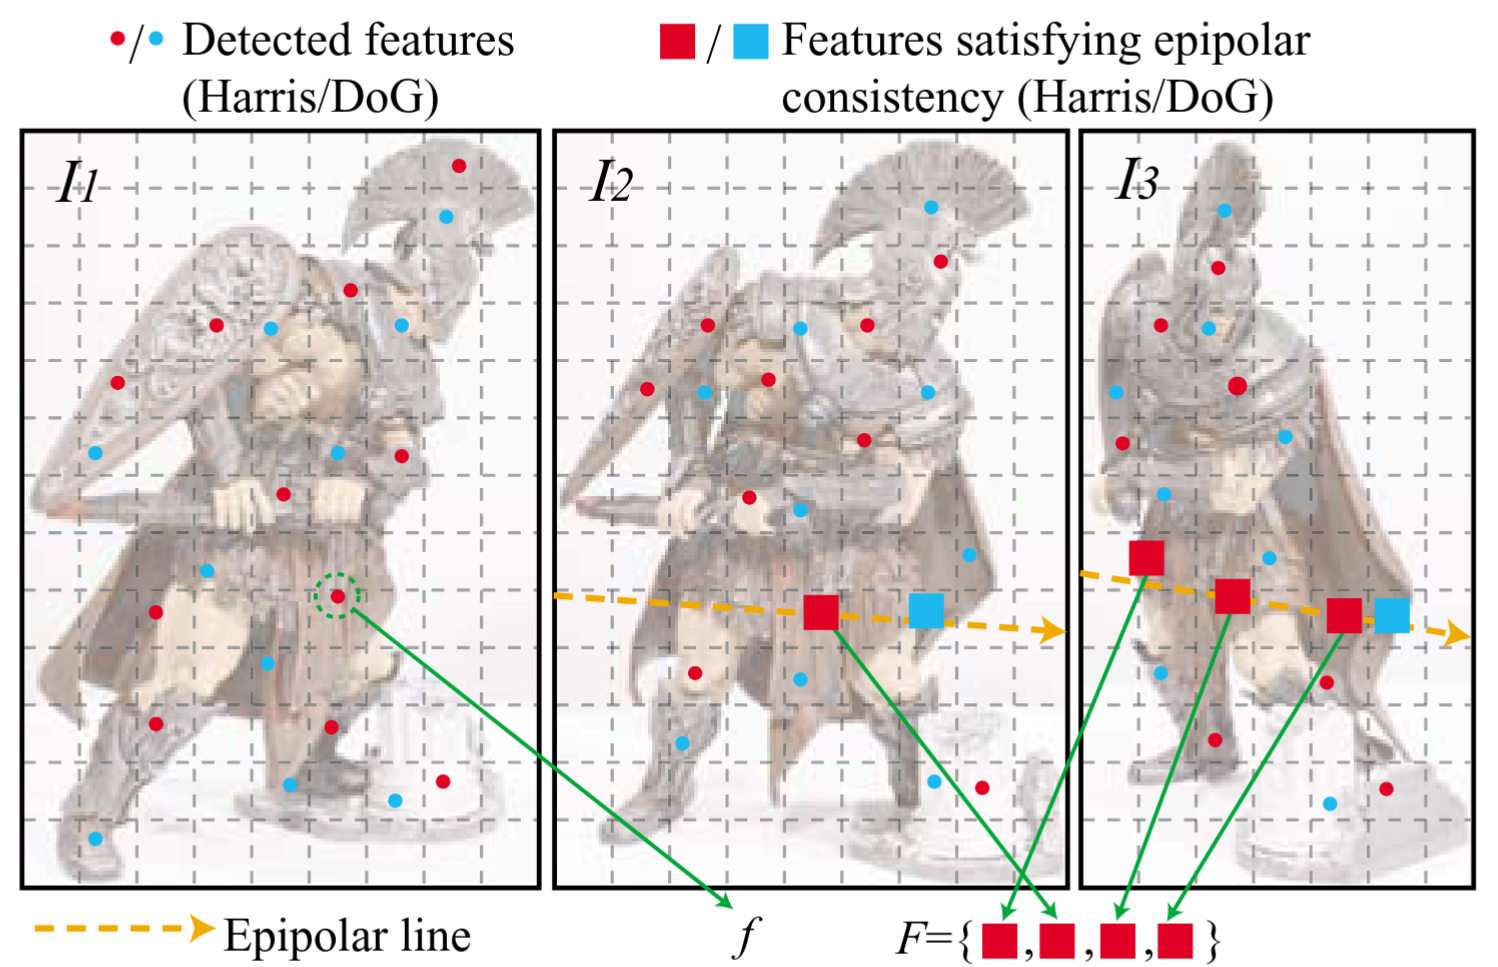 / Detected features
(Harris/DoG)
/ Features satisfying epipolar
consistency (Harris/DoG)
I1
I2
I3
Epipolar line
f
F={ , , , }